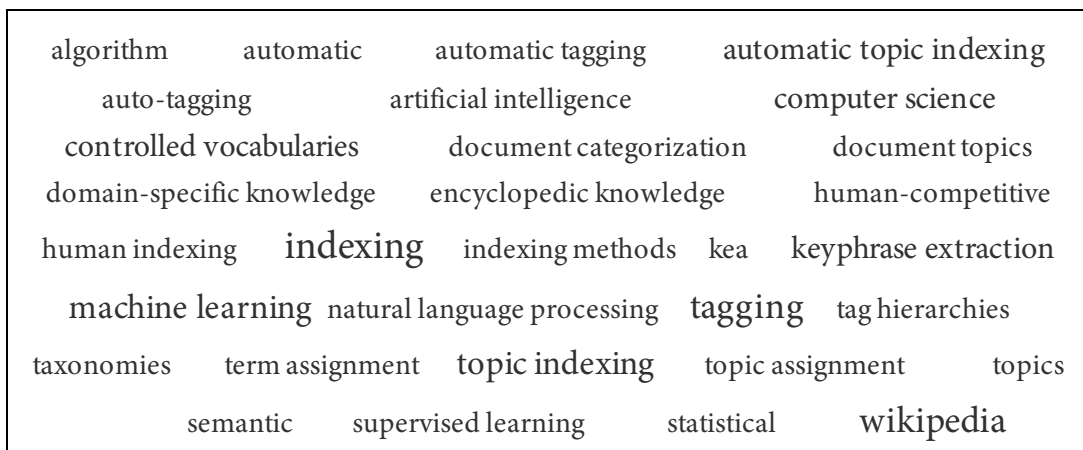 algorithm automatic automatic tagging automatic topic indexing
auto-tagging artificial intelligence computer science
controlled vocabularies document categorization document topics
domain-specific knowledge encyclopedic knowledge human-competitive
human indexing indexing indexing methods kea keyphrase extraction
machine learning natural language processing tagging tag hierarchies
taxonomies term assignment topic indexing topic assignment topics
semantic supervised learning statistical wikipedia